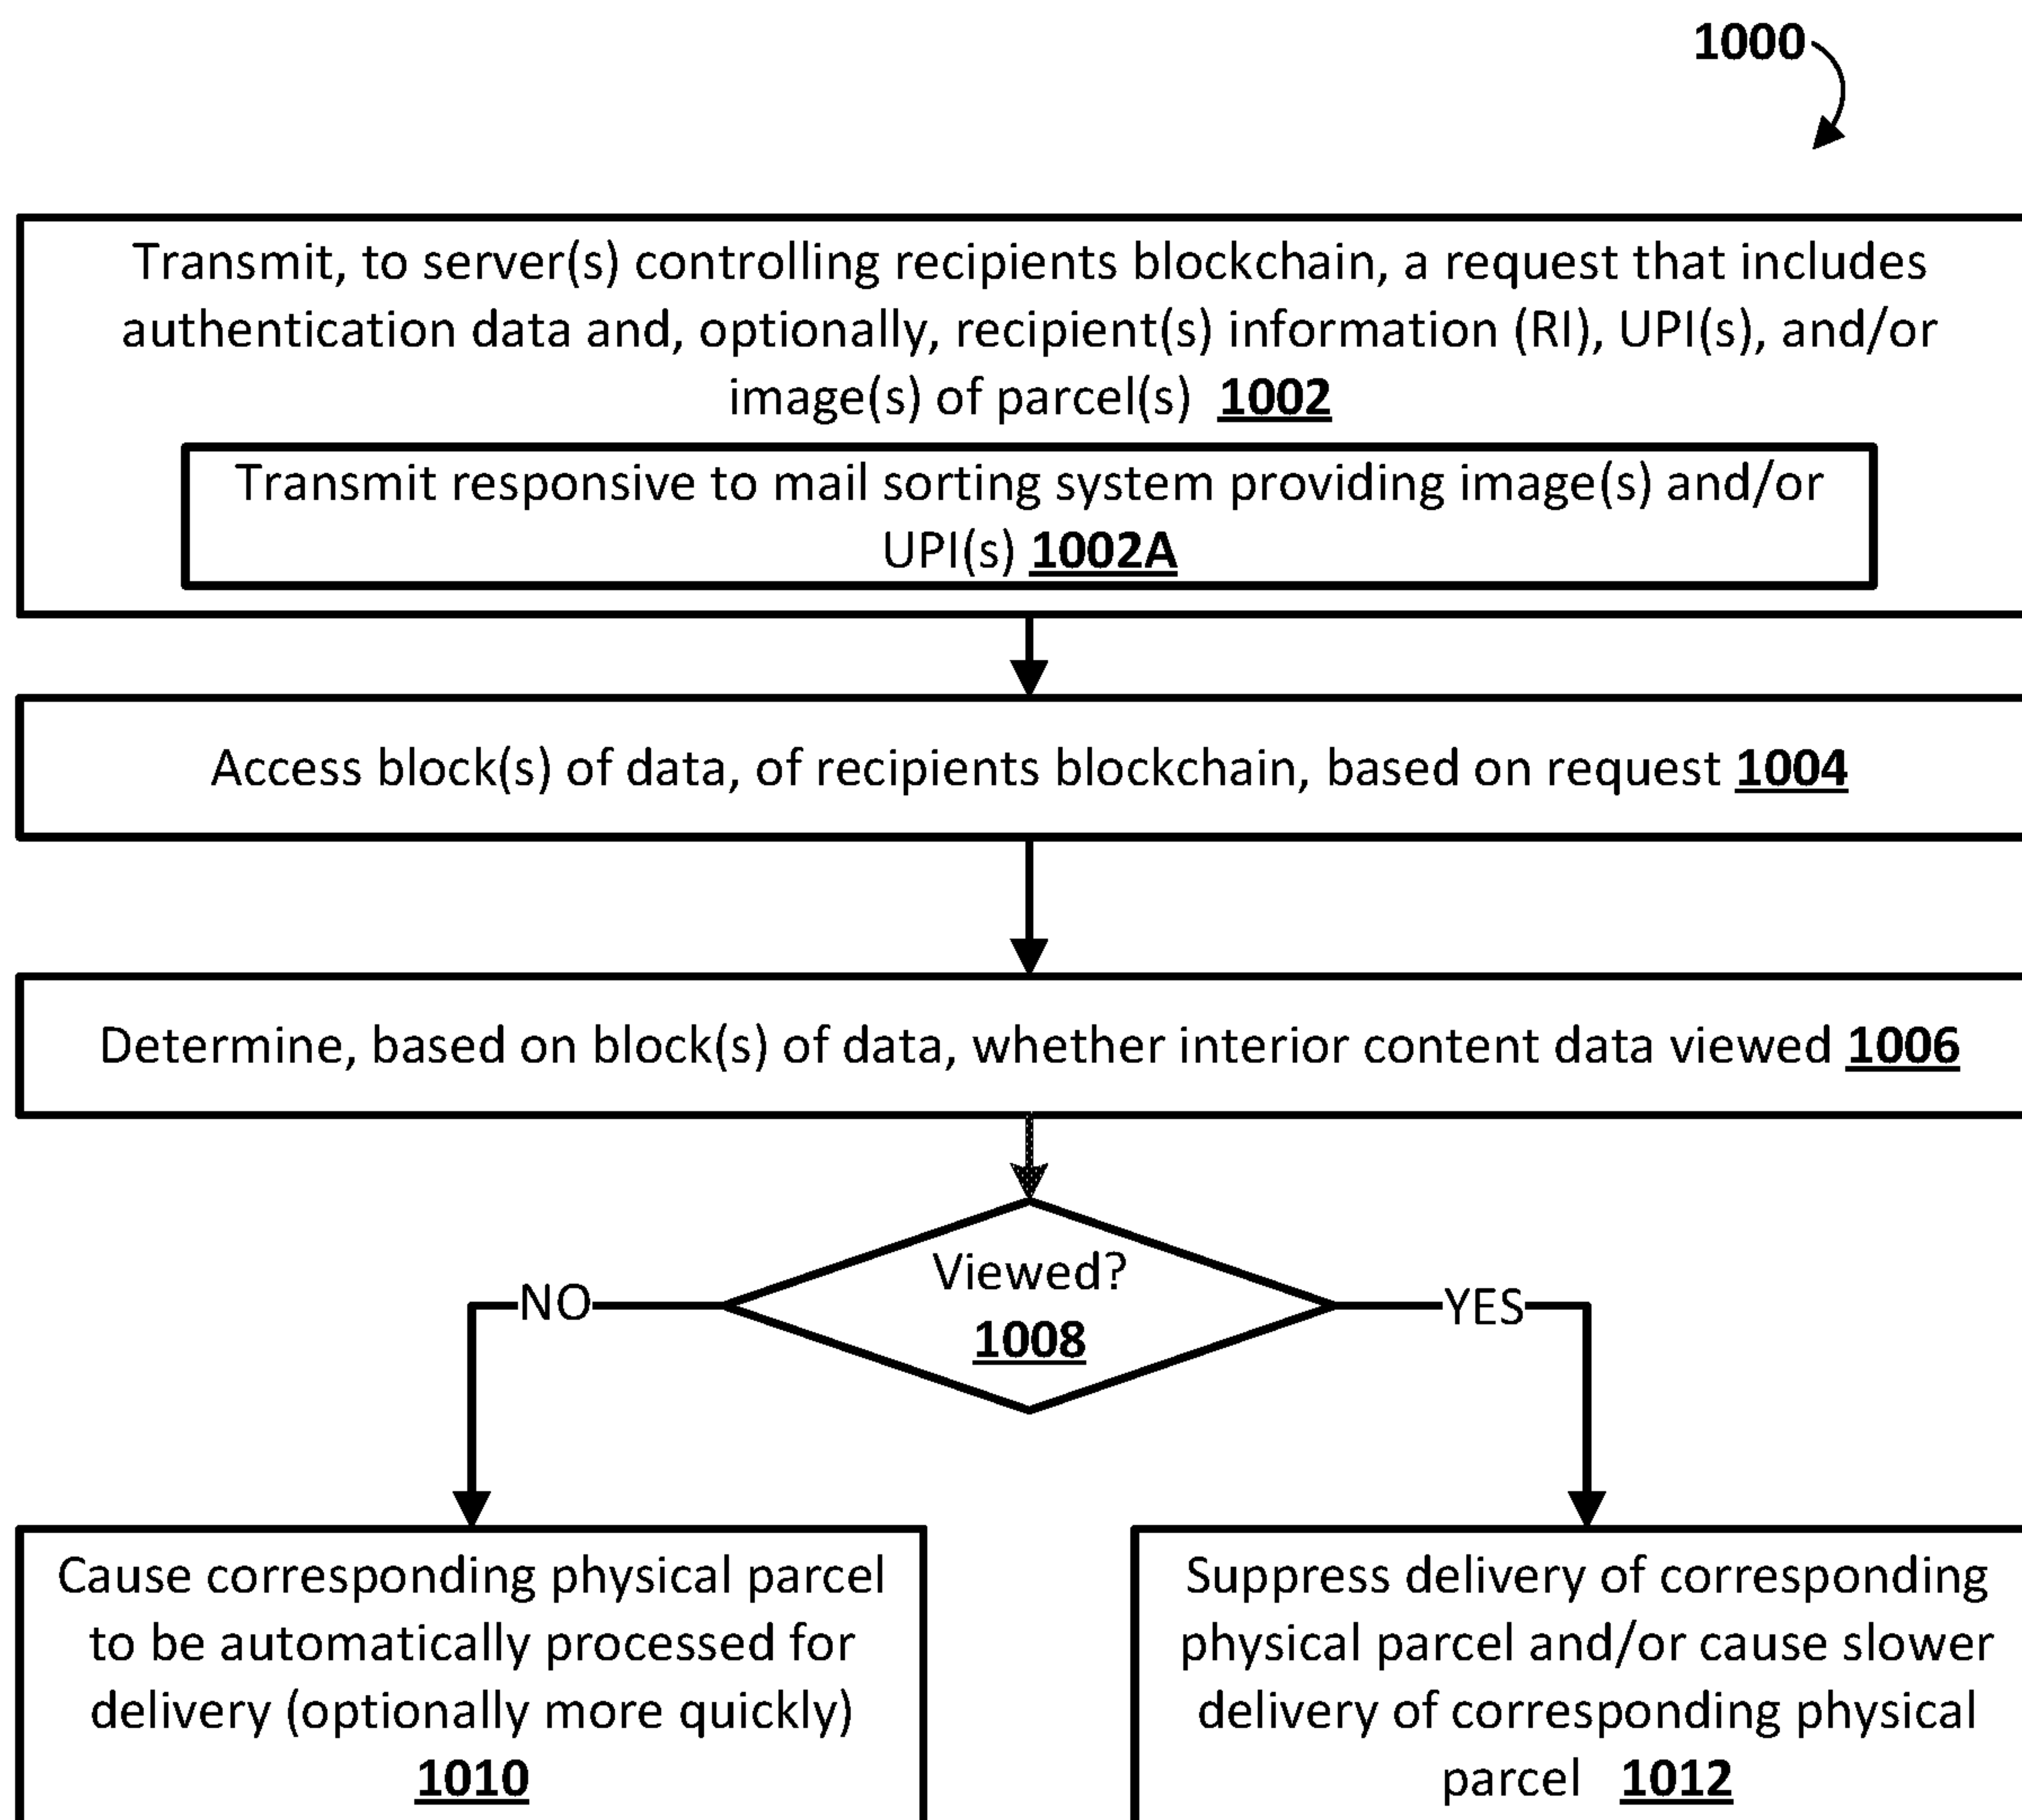 1000
Transmit, to server(s) controlling recipients blockchain, a request that includes
authentication data and, optionally, recipient(s) information (RI), UPI(s), and/or
image(s) of parcel(s) 1002
Transmit responsive to mail sorting system providing image(s) and/or
UPI(s) 1002A
Access block(s) of data, of recipients blockchain, based on request 1004
Determine, based on block(s) of data, whether interior content data viewed 1006
Viewed?
1008
NO
YES
Cause corresponding physical parcel
to be automatically processed for
delivery (optionally more quickly)
1010
Suppress delivery of corresponding
physical parcel and/or cause slower
delivery of corresponding physical
parcel 1012